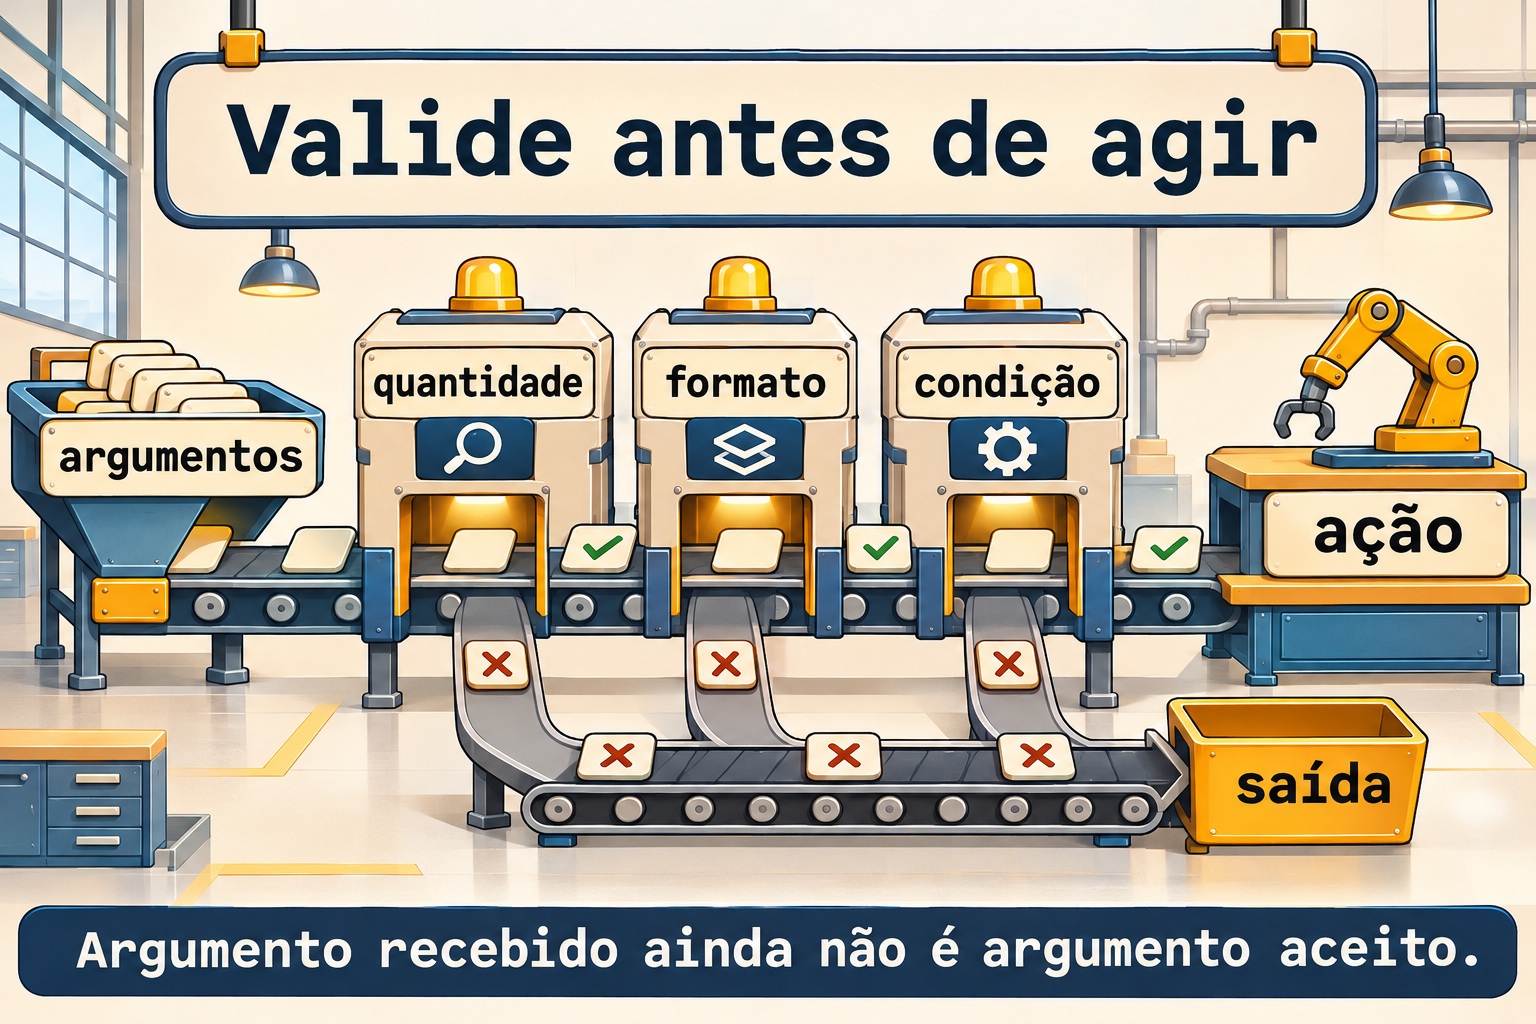 Valide antes de agir
argumentos
quantidade
formato
condição
ação
saída
Argumento recebido ainda não é argumento aceito.